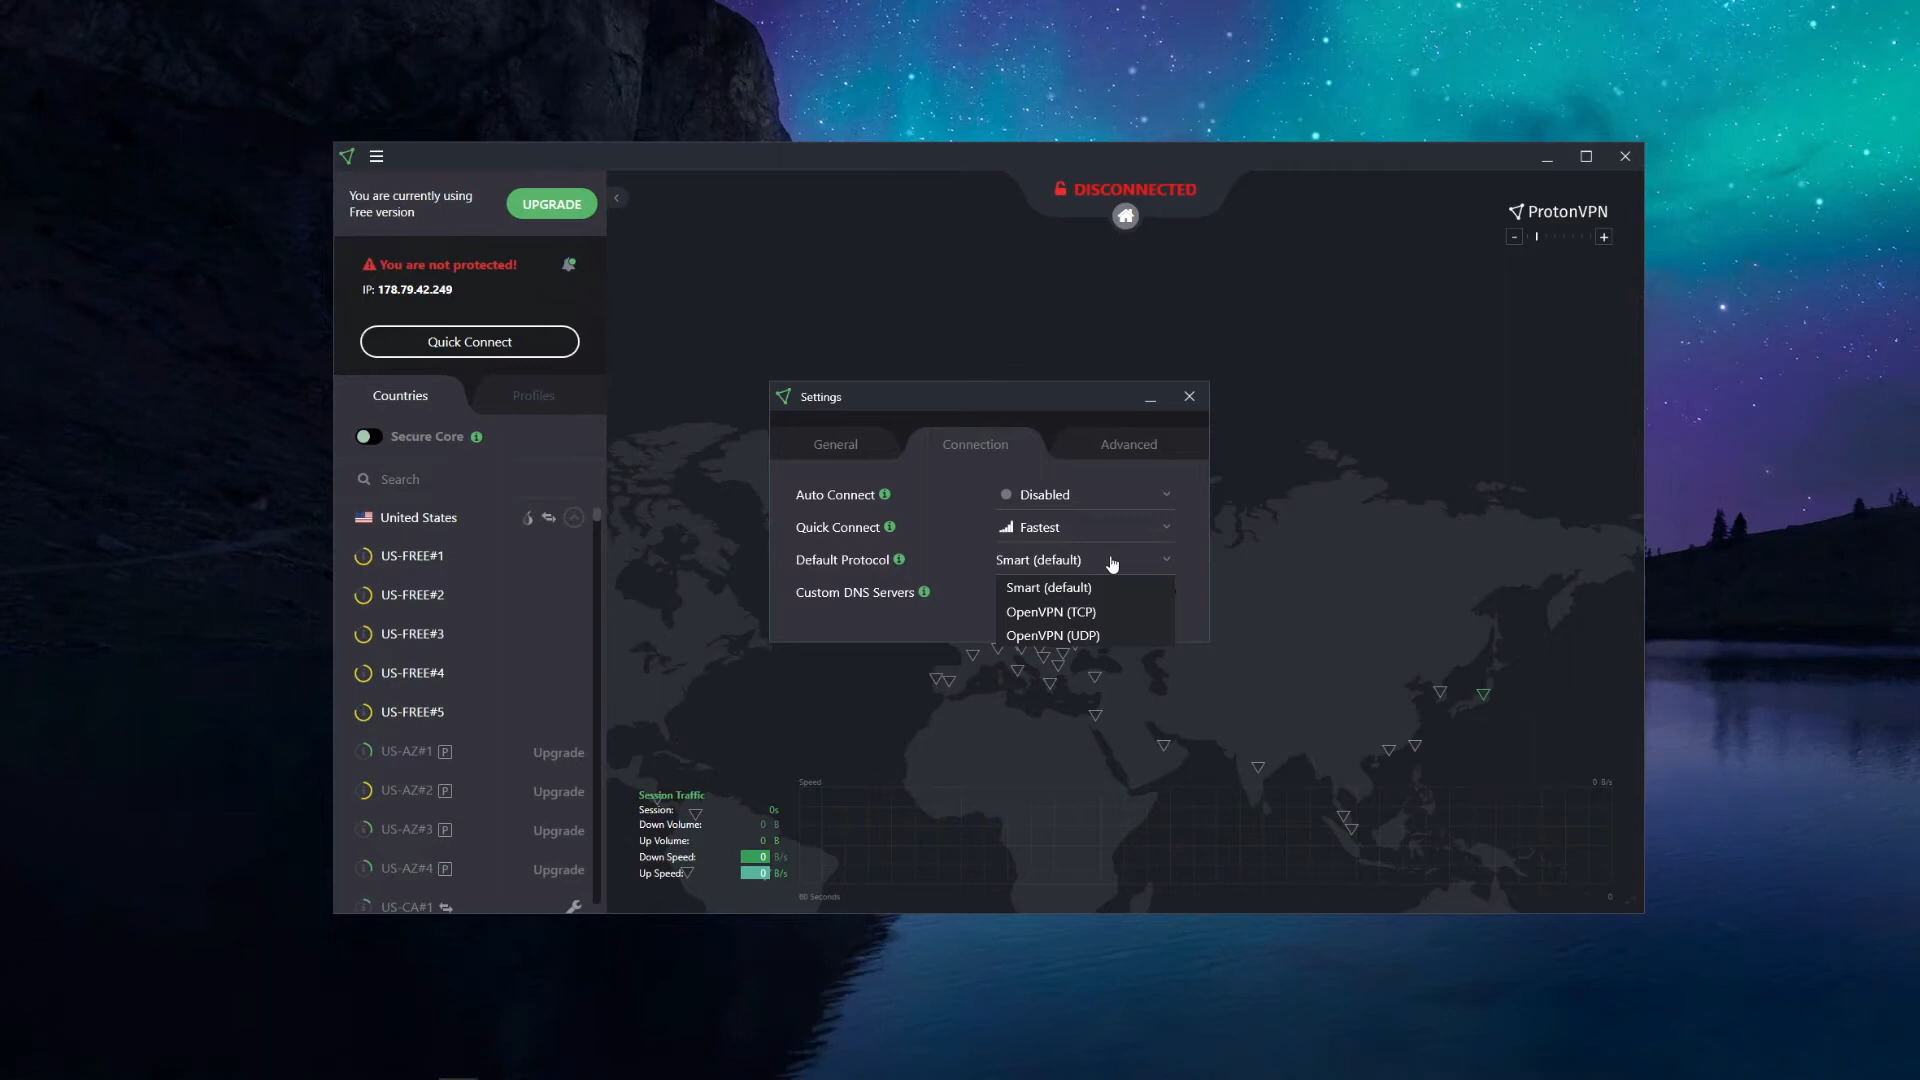 You are currently using
Free version
UPGRADE
DISCONNECTED
ProtonVPN
-
+
You are not protected!
IP: 178.79.42.249
Quick Connect
Countries
Profiles
Secure Core
Search
United States
US-FREE#1
US-FREE#2
US-FREE#3
US-FREE#4
US-FREE#5
US-AZ#1 P Upgrade
US-AZ#2 P Upgrade
US-AZ#3 P Upgrade
US-AZ#4 P Upgrade
US-CA#1
Settings
General
Connection
Advanced
Auto Connect Disabled
Quick Connect Fastest
Default Protocol Smart (default)
Custom DNS Servers
Smart (default)
OpenVPN (TCP)
OpenVPN (UDP)
Session Traffic
Session: 0s
Down Volume: 0 B
Up Volume: 0 B
Down Speed: 0 B/s
Up Speed: 0 B/s
Speed
0 B/s
60 Seconds
0